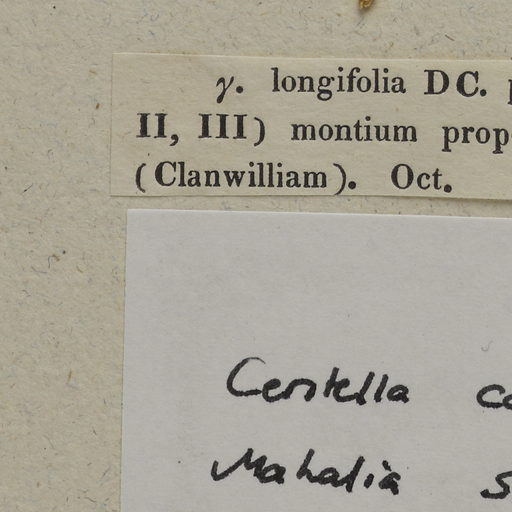 γ. longifolia DC.
II, III) montium prop
(Clanwilliam). Oct.
Centella c
Mahalia s